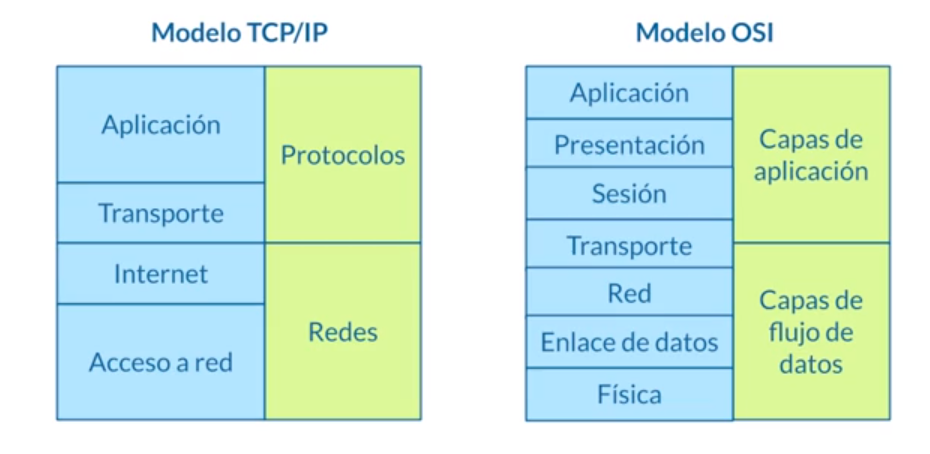 Modelo TCP/IP
Aplicación
Transporte
Internet
Acceso a red
Protocolos
Redes
Modelo OSI
Aplicación
Presentación
Sesión
Transporte
Red
Enlace de datos
Física
Capas de
aplicación
Capas de
flujo de
datos